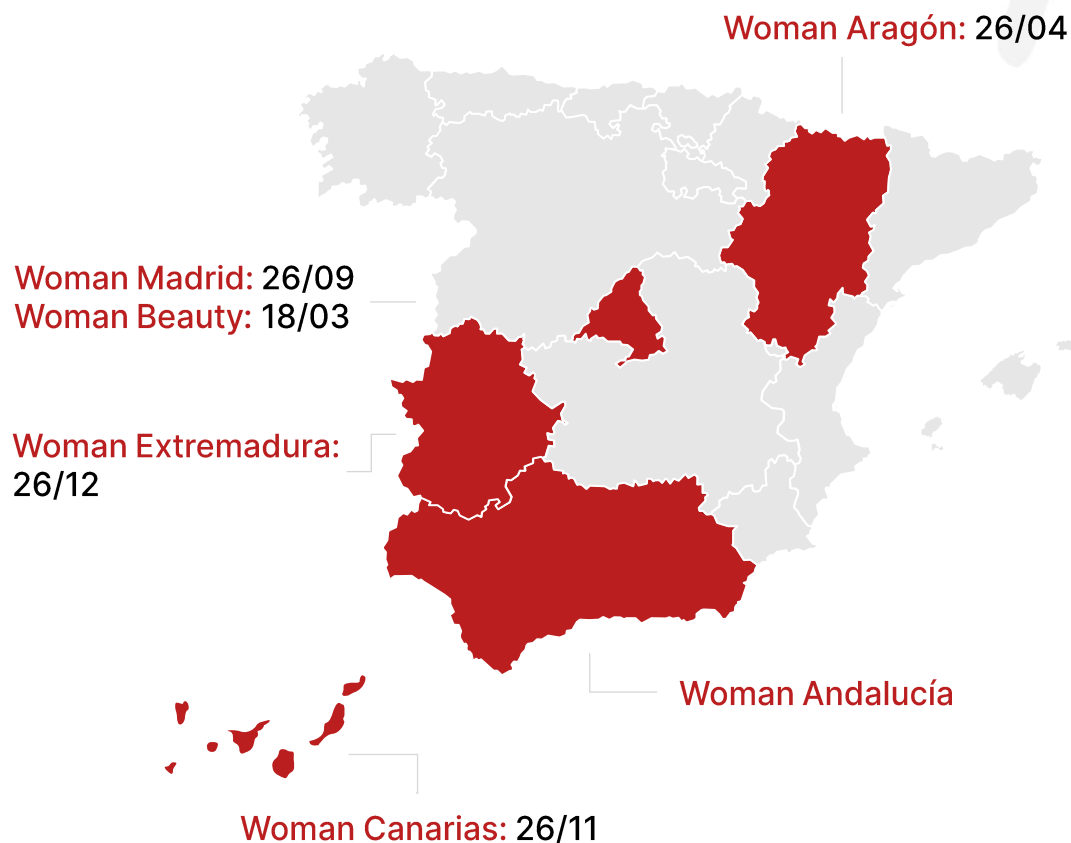 Woman Aragón: 26/04
Woman Madrid: 26/09
Woman Beauty: 18/03
Woman Extremadura:
26/12
Woman Andalucía
Woman Canarias: 26/11